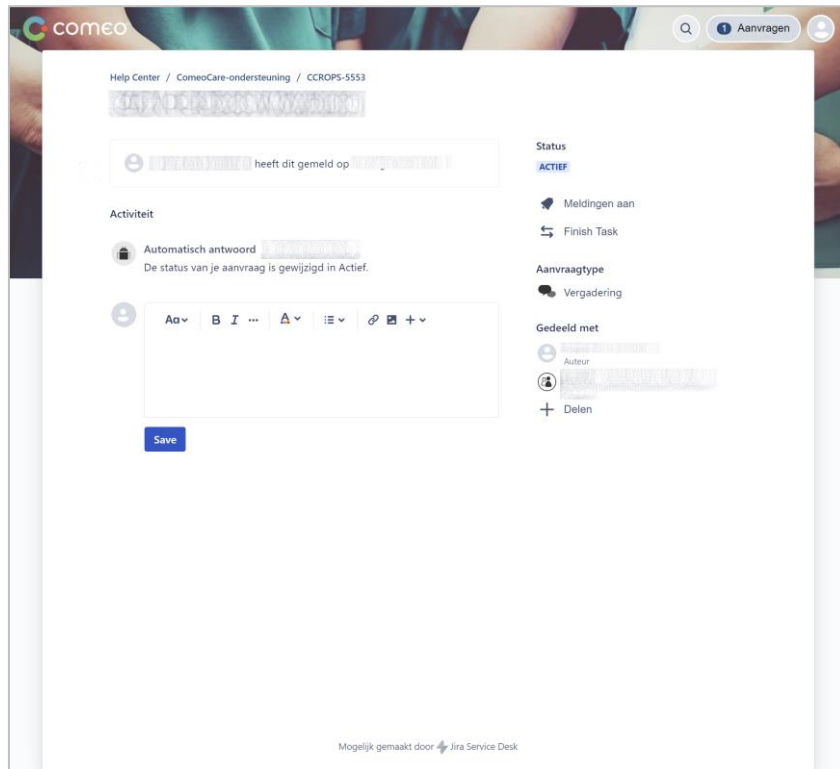 comeo
1 Aanvragen
Help Center / ComeoCare-ondersteuning / CCROPS-5553
heeft dit gemeld op
Activiteit
Automatisch antwoord
De status van je aanvraag is gewijzigd in Actief.
Aa B I ... A
Save
Status
ACTIEF
Meldingen aan
Finish Task
Aanvraagtype
Vergadering
Gedeeld met
Auteur
Delen
Mogelijk gemaakt door Jira Service Desk